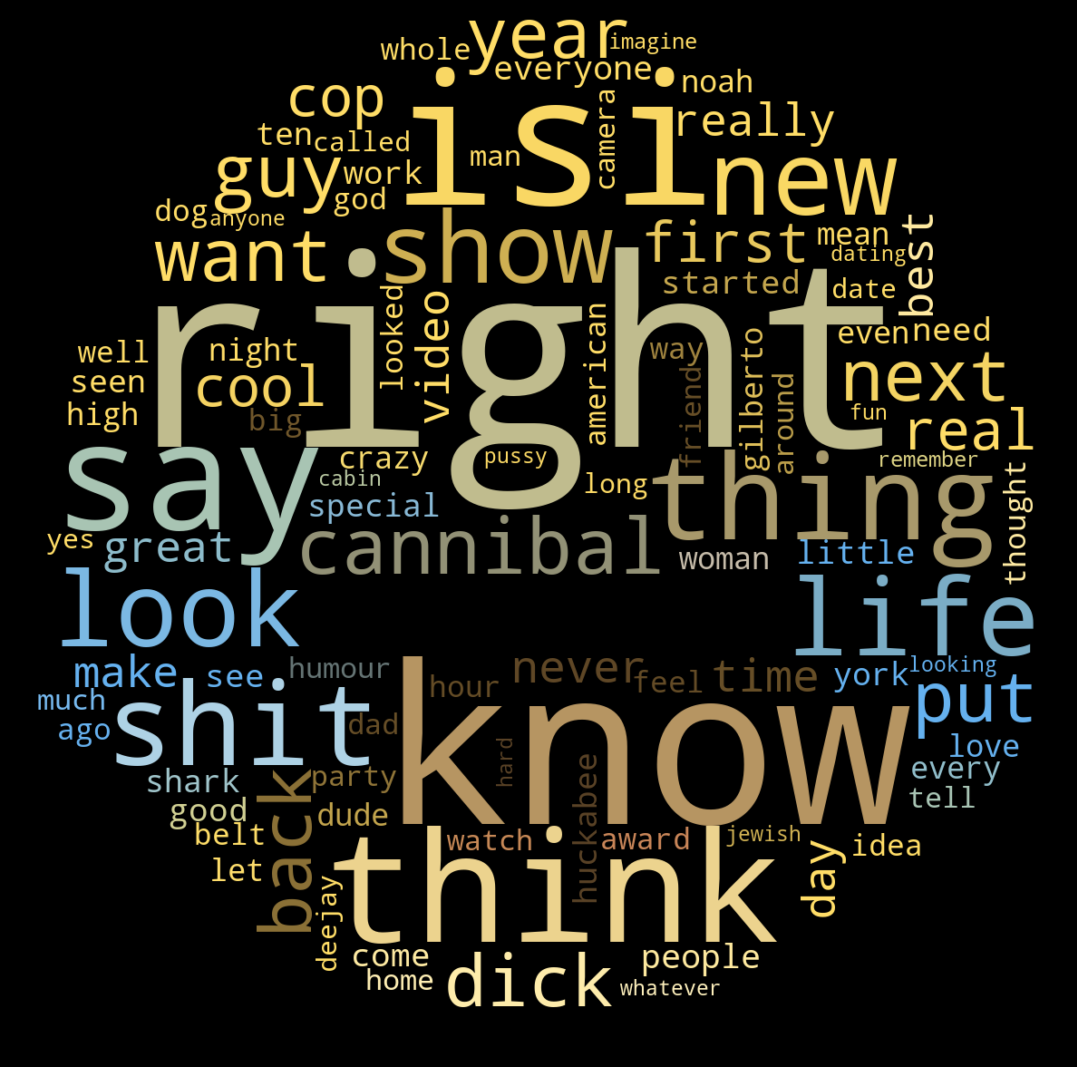 year
imagine
whole
everyone
noah
cop
isi
camera
really
ten
called
man
new
guy
work
god
dog
anyone
show
first
mean
best
want
dating
right
started
date
looked
video
american
even
need
well
night
way
gilberto
next
seen
cool
friend
around
high
big
fun
real
say
crazy
pussy
thing
remember
cabin
long
thought
special
yes
great
cannibal
woman
little
look
life
make
see
humour
never
feel
time
york
looking
much
hour
put
ago
shit
dad
know
hard
love
shark
party
huckabee
every
good
back
dude
tell
belt
watch
award
jewish
idea
let
think
day
deejay
come
people
home
dick
whatever